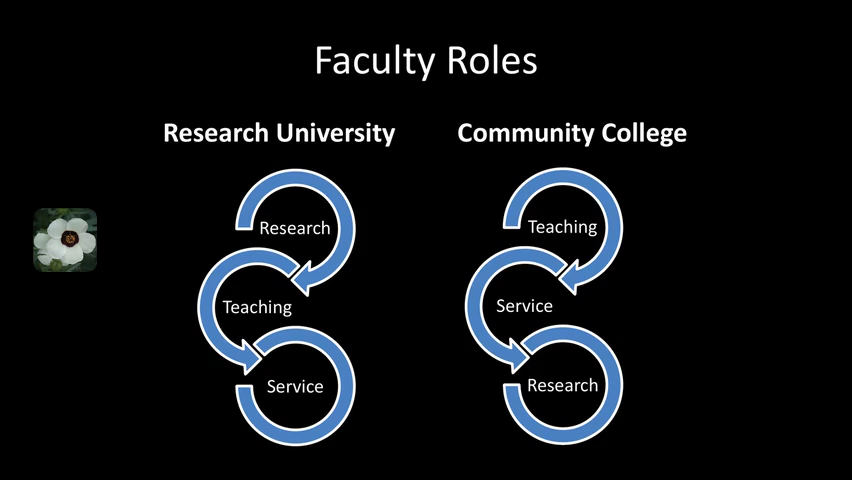 Faculty Roles
Research University
Research
Teaching
Service
Community College
Teaching
Service
Research